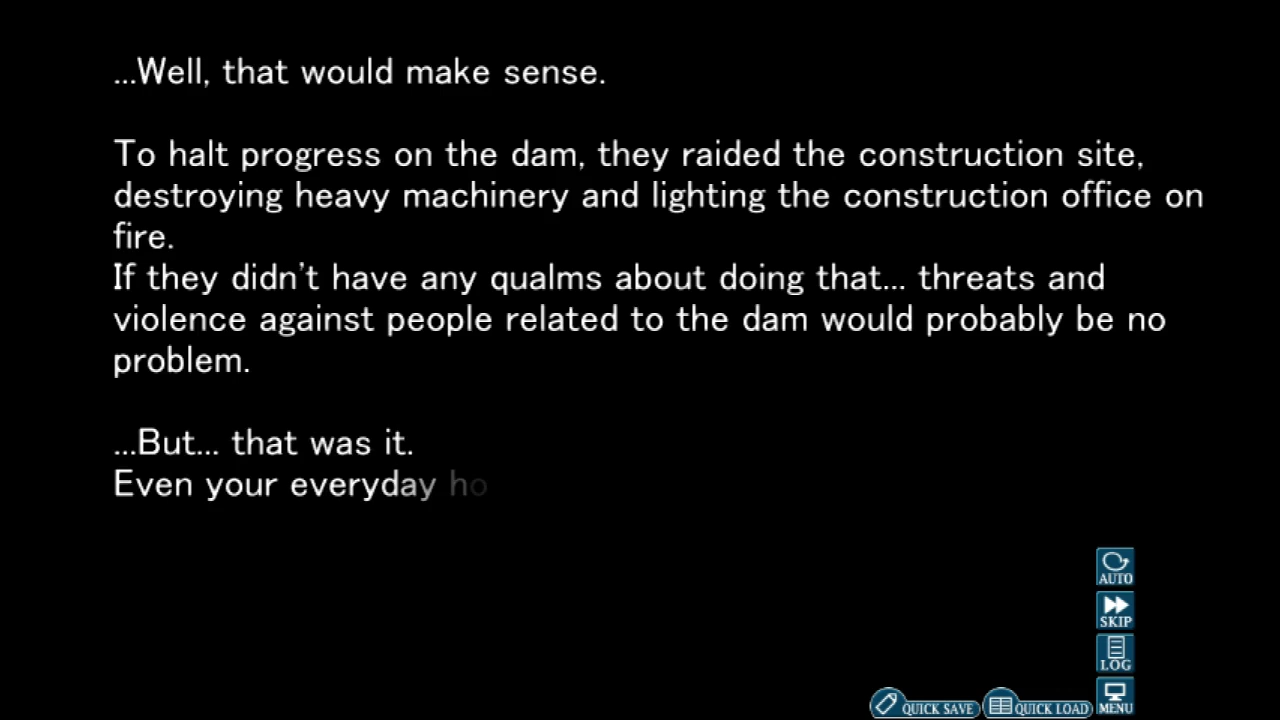 ...Well, that would make sense.
To halt progress on the dam, they raided the construction site,
destroying heavy machinery and lighting the construction office on
fire.
If they didn't have any qualms about doing that... threats and
violence against people related to the dam would probably be no
problem.
...But... that was it.
Even your everyday ho
AUTO
SKIP
LOG
QUICK SAVE QUICK LOAD MENU